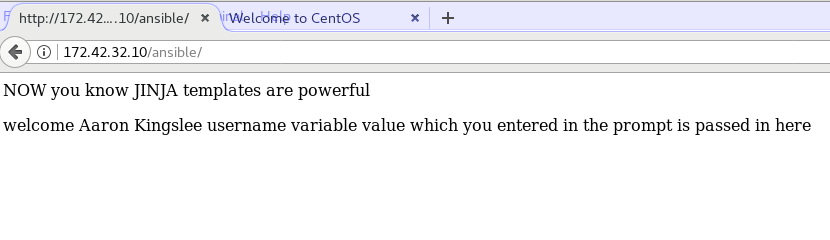 http://172.42....10/ansible/ × Welcome to CentOS × +
172.42.32.10/ansible/
NOW you know JINJA templates are powerful
welcome Aaron Kingslee username variable value which you entered in the prompt is passed in here